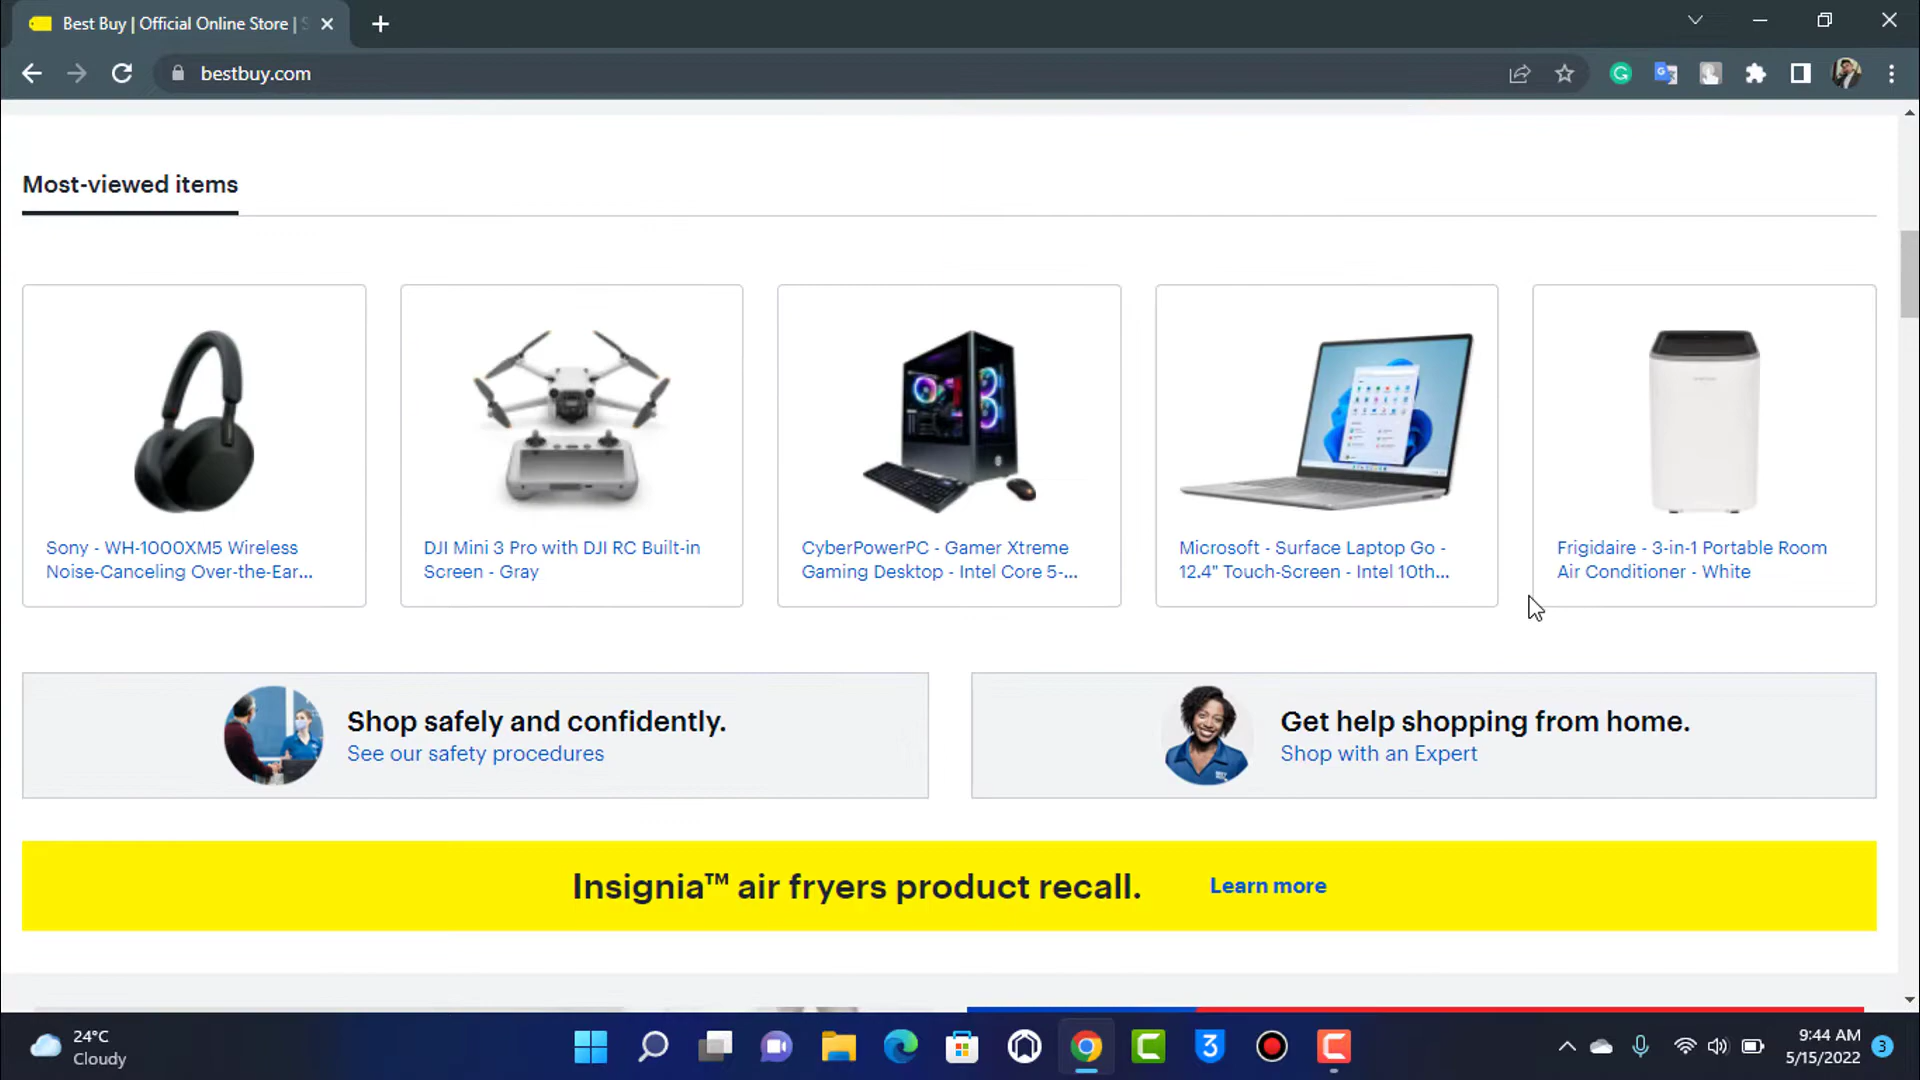 Best Buy | Official Online Store |
bestbuy.com
Most-viewed items
Sony - WH-1000XM5 Wireless
Noise-Canceling Over-the-Ear...
DJI Mini 3 Pro with DJI RC Built-in
Screen - Gray
CyberPowerPC - Gamer Xtreme
Gaming Desktop - Intel Core 5-...
Microsoft - Surface Laptop Go -
12.4" Touch-Screen - Intel 10th...
Frigidaire - 3-in-1 Portable Room
Air Conditioner - White
Shop safely and confidently.
See our safety procedures
Get help shopping from home.
Shop with an Expert
Insignia™ air fryers product recall.
Learn more
24°C
Cloudy
9:44 AM
5/15/2022
3